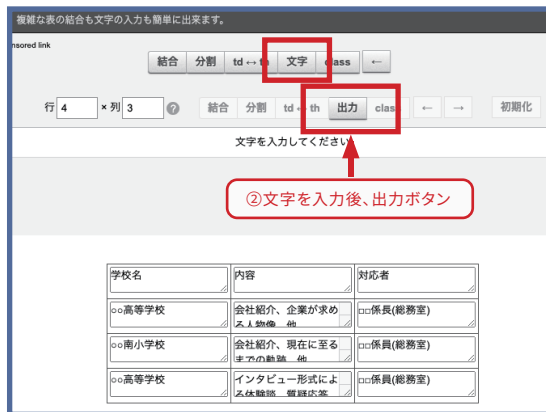 複雑な表の結合も文字の入力も簡単に出来ます。
nsored link
結合 分割 td↔th 文字 class ←
行 4 × 列 3 ? 結合 分割 td↔th 出力 class ← → 初期化
文字を入力してください
②文字を入力後、出力ボタン
学校名 内容 対応者
○○高等学校 会社紹介、企業が求め □□係長(総務室)
る人物像、他
○○南小学校 会社紹介、現在に至る □□係員(総務室)
までの軌跡、他
○○高等学校 インタビュー形式によ □□係員(総務室)
る体験談、質疑応答